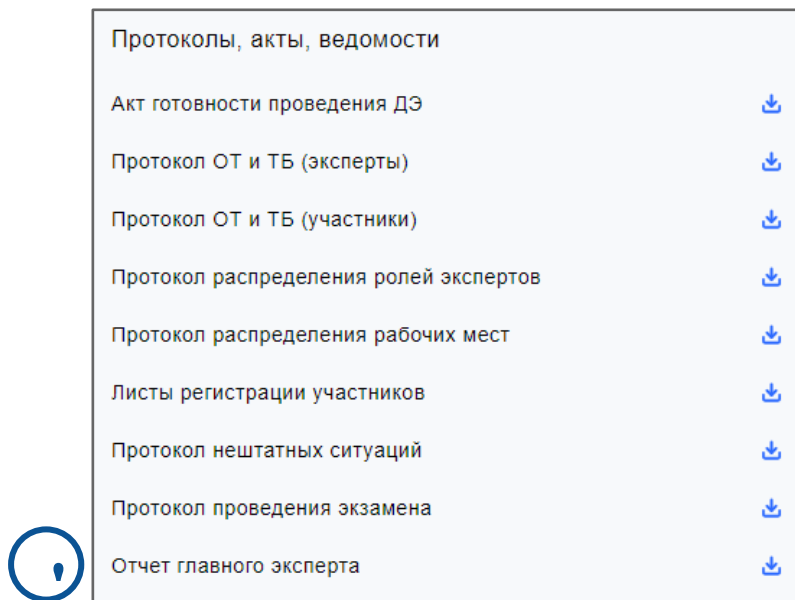 Протоколы, акты, ведомости
Акт готовности проведения ДЭ
Протокол ОТ и ТБ (эксперты)
Протокол ОТ и ТБ (участники)
Протокол распределения ролей экспертов
Протокол распределения рабочих мест
Листы регистрации участников
Протокол нештатных ситуаций
Протокол проведения экзамена
Отчет главного эксперта